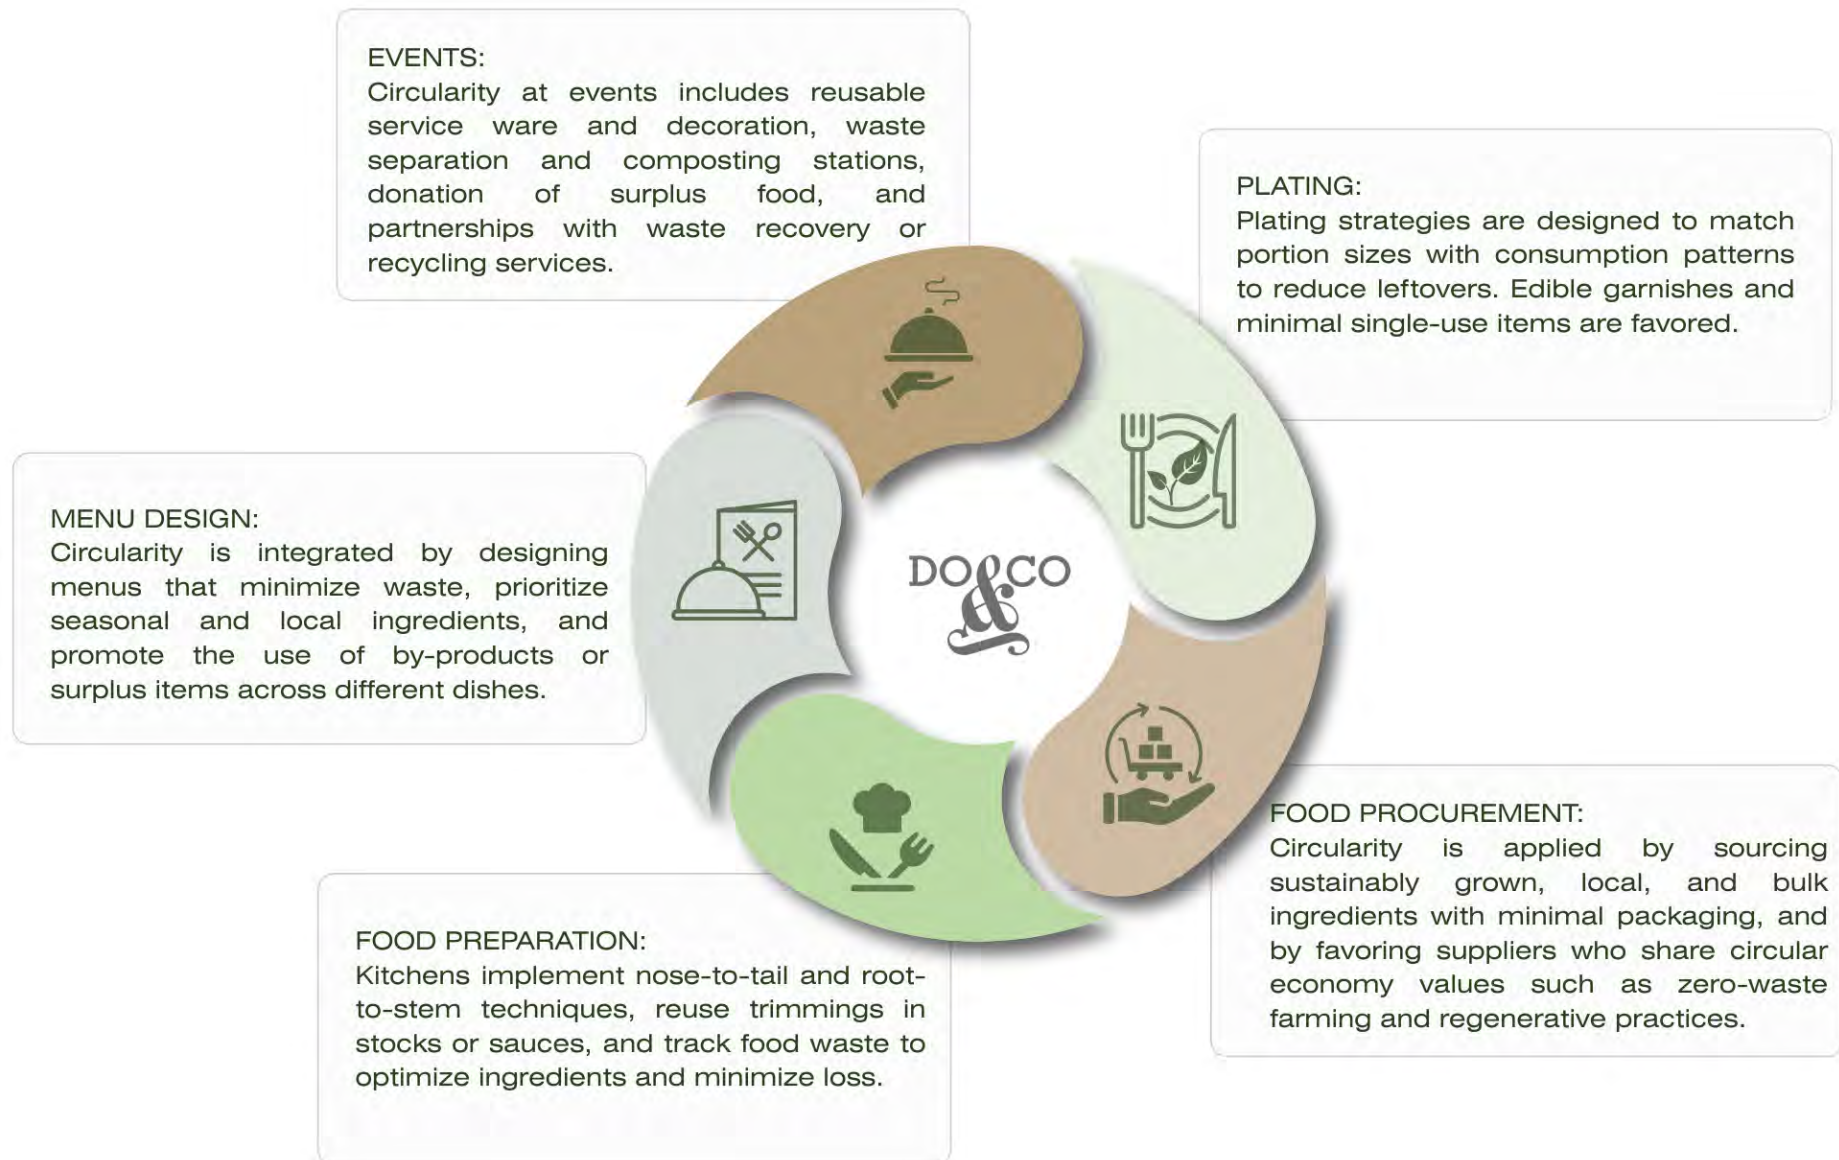 EVENTS:
Circularity at events includes reusable
service ware and decoration, waste
separation and composting stations,
donation of surplus food, and
partnerships with waste recovery or
recycling services.
PLATING:
Plating strategies are designed to match
portion sizes with consumption patterns
to reduce leftovers. Edible garnishes and
minimal single-use items are favored.
MENU DESIGN:
Circularity is integrated by designing
menus that minimize waste, prioritize
seasonal and local ingredients, and
promote the use of by-products or
surplus items across different dishes.
DO & CO
FOOD PROCUREMENT:
Circularity is applied by sourcing
sustainably grown, local, and bulk
ingredients with minimal packaging, and
by favoring suppliers who share circular
economy values such as zero-waste
farming and regenerative practices.
FOOD PREPARATION:
Kitchens implement nose-to-tail and root-
to-stem techniques, reuse trimmings in
stocks or sauces, and track food waste to
optimize ingredients and minimize loss.